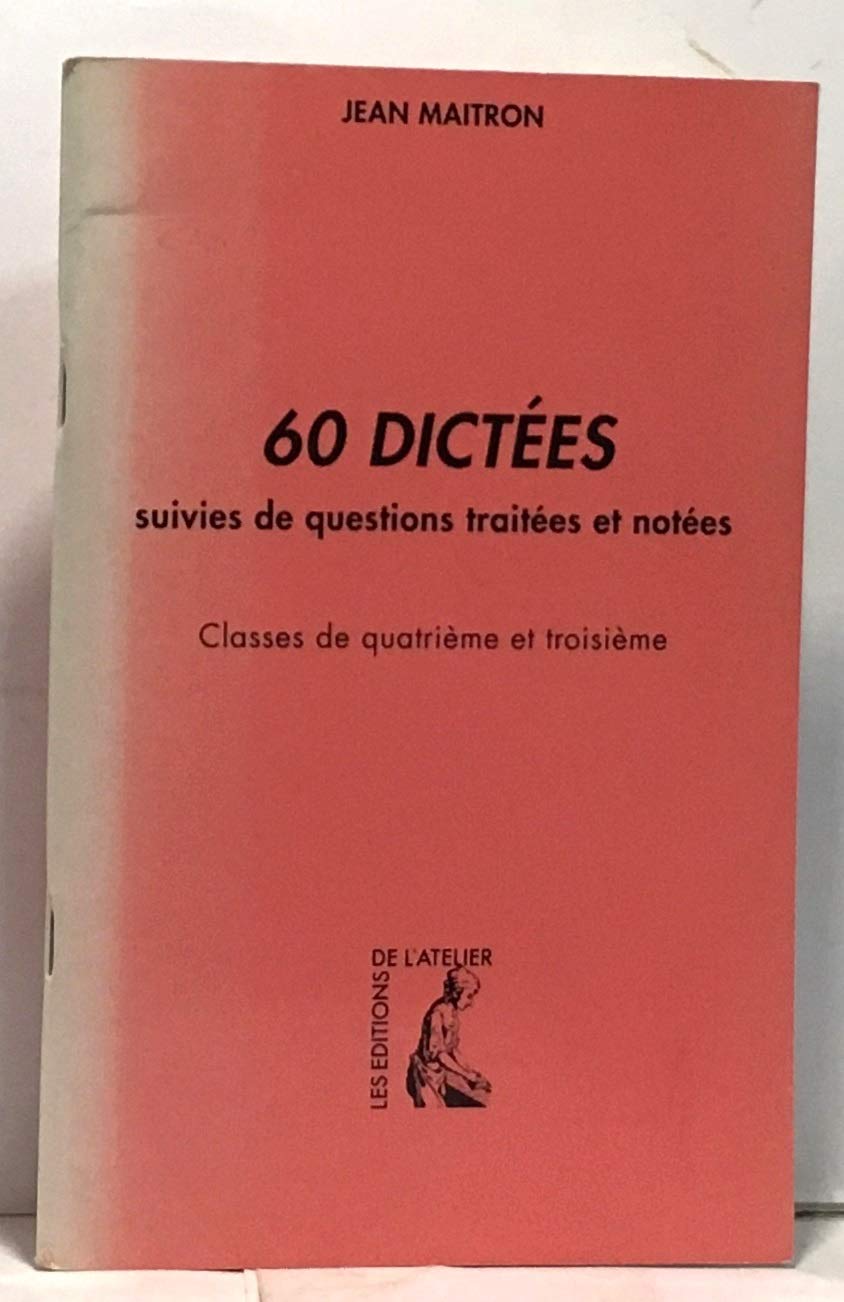 JEAN MAITRON
60 DICTÉES
suivies de questions traitées et notées
Classes de quatrième et troisième
LES EDITIONS
DE L'ATELIER